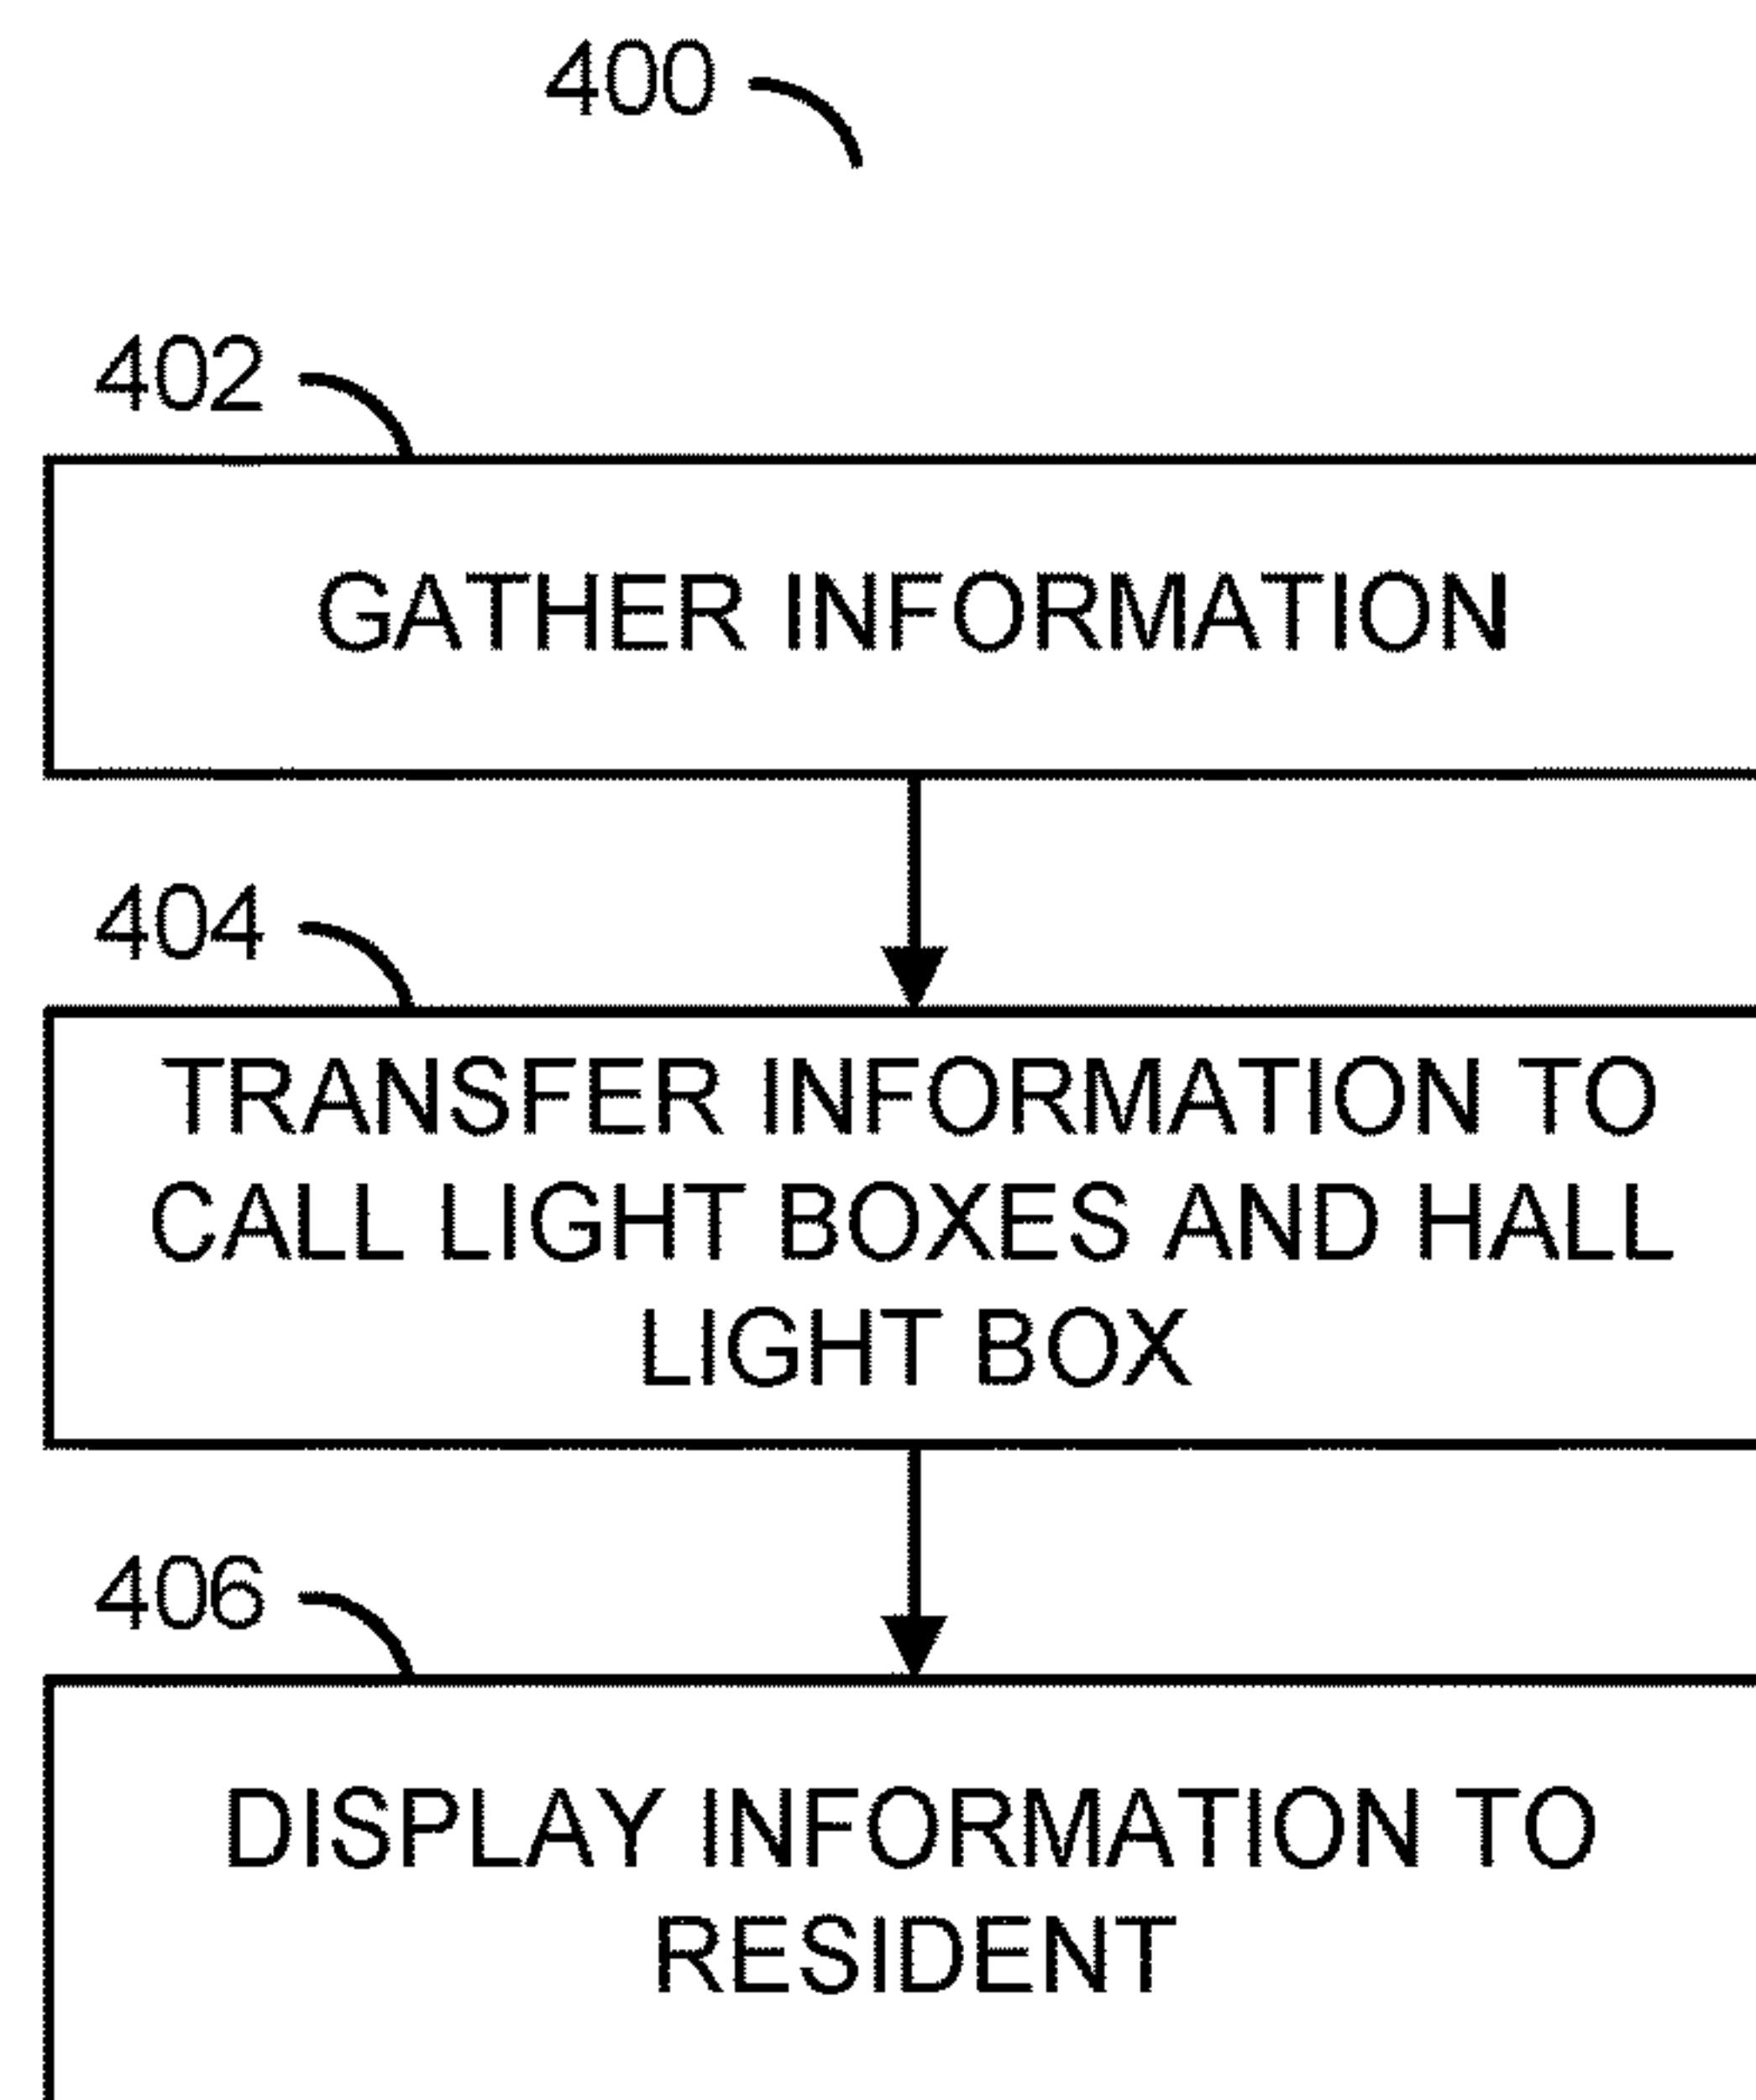 400
402
GATHER INFORMATION
404
TRANSFER INFORMATION TO
CALL LIGHT BOXES AND HALL
LIGHT BOX
406
DISPLAY INFORMATION TO
RESIDENT